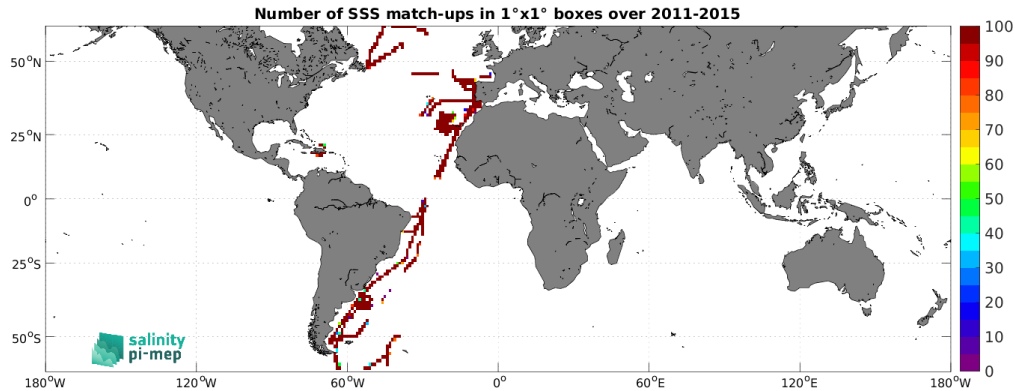 Number of SSS match-ups in 1°x1° boxes over 2011-2015
50°N
25°N
0°
25°S
50°S
180°W
120°W
60°W
0°
60°E
120°E
180°W
100
90
80
70
60
50
40
30
20
10
0
salinity
pi-mep